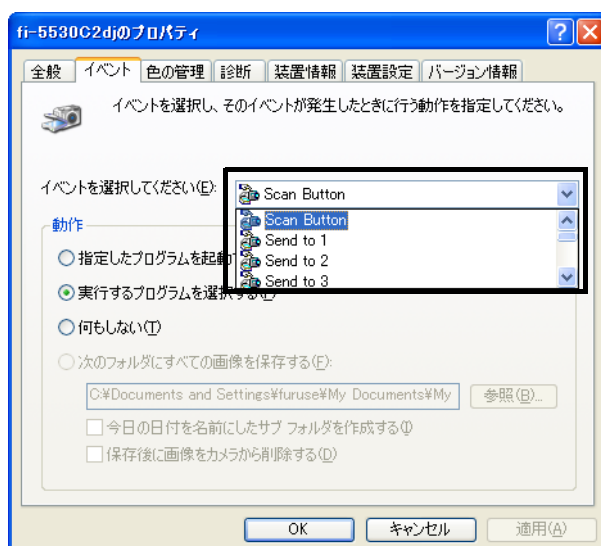 fi-5530C2djのプロパティ
全般 イベント 色の管理 診断 装置情報 装置設定 バージョン情報
イベントを選択し、そのイベントが発生したときに行う動作を指定してください。
イベントを選択してください(E): Scan Button
Scan Button
Send to 1
Send to 2
Send to 3
動作
指定したプログラムを起動
実行するプログラムを選択する(P)
何もしない(T)
次のフォルダにすべての画像を保存する(F):
C:¥Documents and Settings¥furuse¥My Documents¥My 参照(B)...
今日の日付を名前にしたサブ フォルダを作成する(I)
保存後に画像をカメラから削除する(D)
OK キャンセル 適用(A)